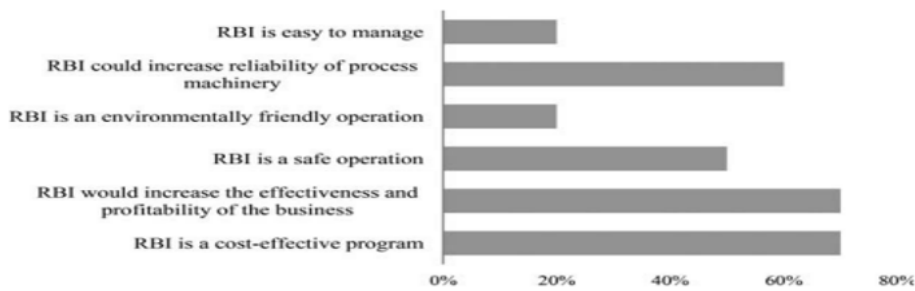 RBI is easy to manage
RBI could increase reliability of process
machinery
RBI is an environmentally friendly operation
RBI is a safe operation
RBI would increase the effectiveness and
profitability of the business
RBI is a cost-effective program
0% 20% 40% 60% 80%